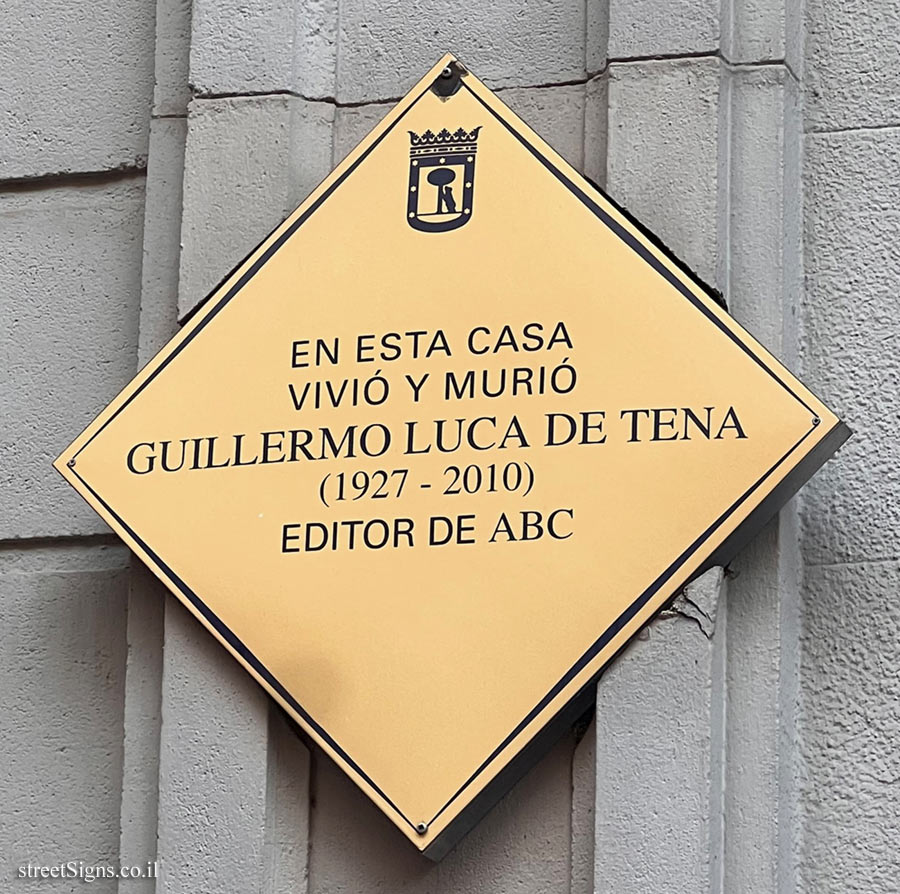 EN ESTA CASA
VIVIÓ Y MURIÓ
GUILLERMO LUCA DE TENA
(1927 - 2010)
EDITOR DE ABC
streetSigns.co.il